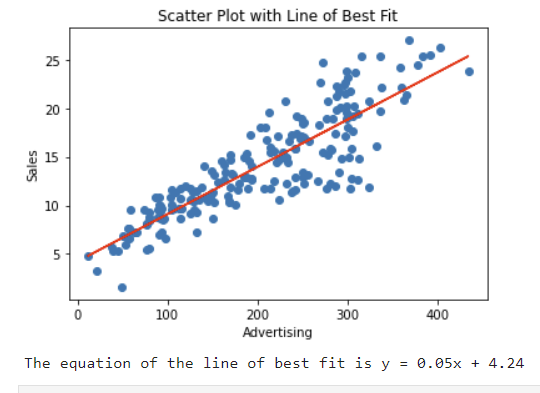 Scatter Plot with Line of Best Fit
25
20
15
10
5
Sales
0 100 200 300 400
Advertising
The equation of the line of best fit is y = 0.05x + 4.24